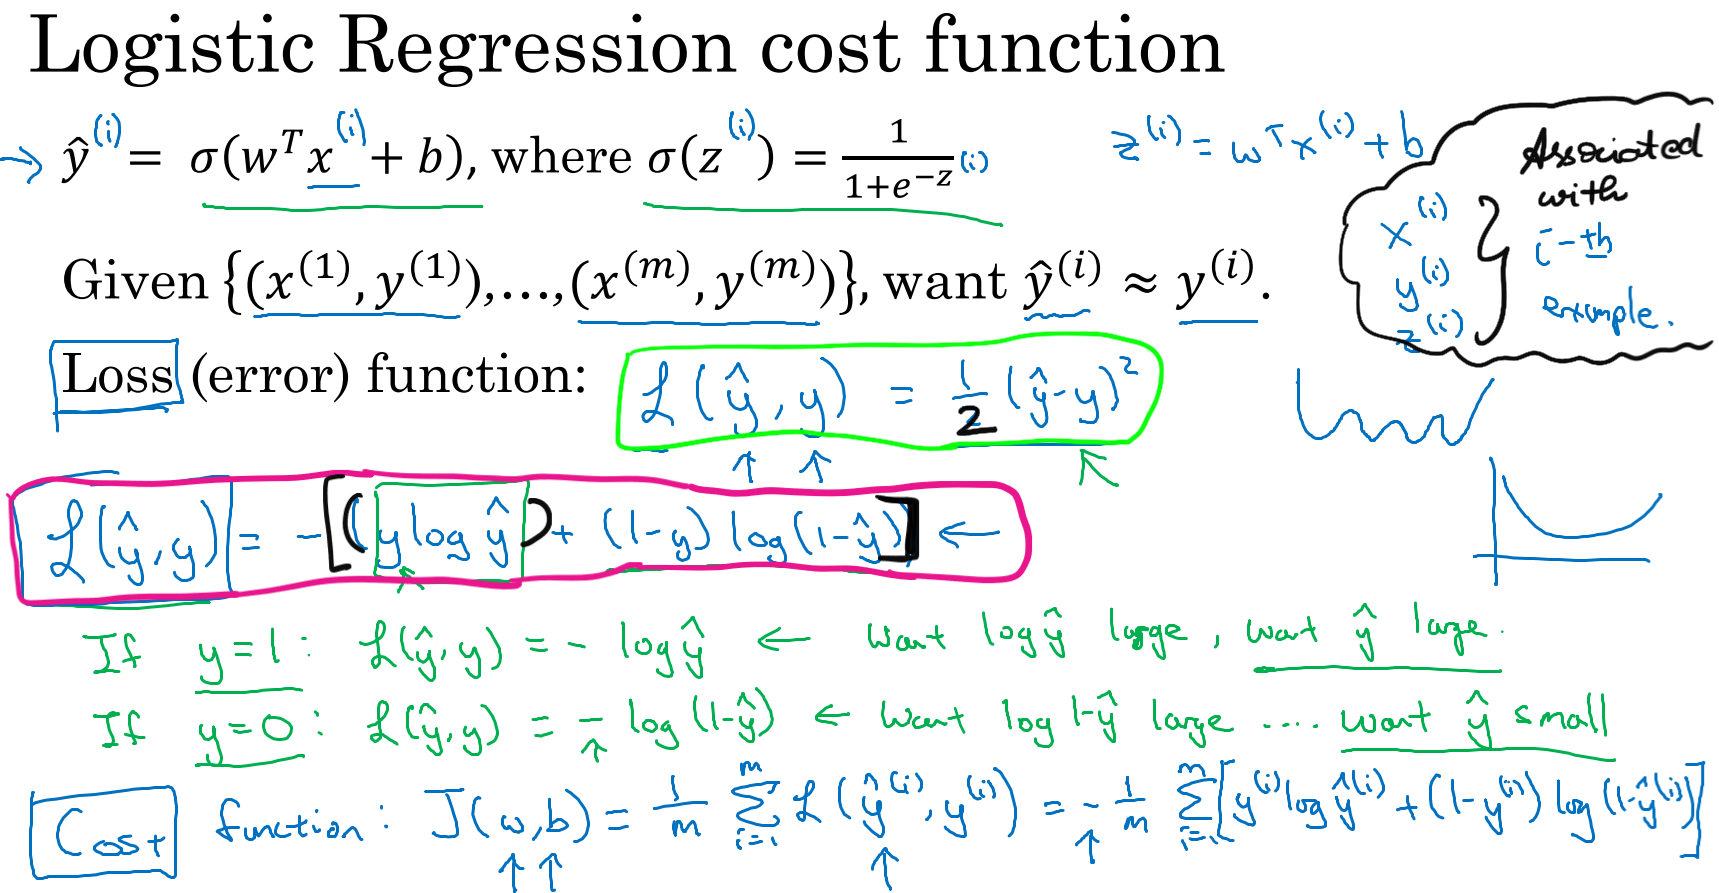 Logistic Regression cost function
→ ŷ^(i) = σ(wᵀx^(i) + b), where σ(z^(i)) = 1/(1+e^(-z^(i)))
z^(i) = wᵀx^(i) + b
Given {(x^(1), y^(1)),...,(x^(m), y^(m))}, want ŷ^(i) ≈ y^(i).
x^(i)
y^(i)
z^(i)
Associated
with
i-th
example.
Loss (error) function: ℒ(ŷ, y) = 1/2 (ŷ-y)²
ℒ(ŷ, y) = -[(y log ŷ) + (1-y) log(1-ŷ)] ←
If y=1: ℒ(ŷ, y) = - log ŷ ← Want log ŷ large, want ŷ large.
If y=0: ℒ(ŷ, y) = - log(1-ŷ) ← Want log 1-ŷ large .... want ŷ small
Cost function: J(w,b) = 1/m Σ_{i=1}^{m} ℒ(ŷ^(i), y^(i)) = - 1/m Σ_{i=1}^{m} [y^(i) log ŷ^(i) + (1-y^(i)) log(1-ŷ^(i))]